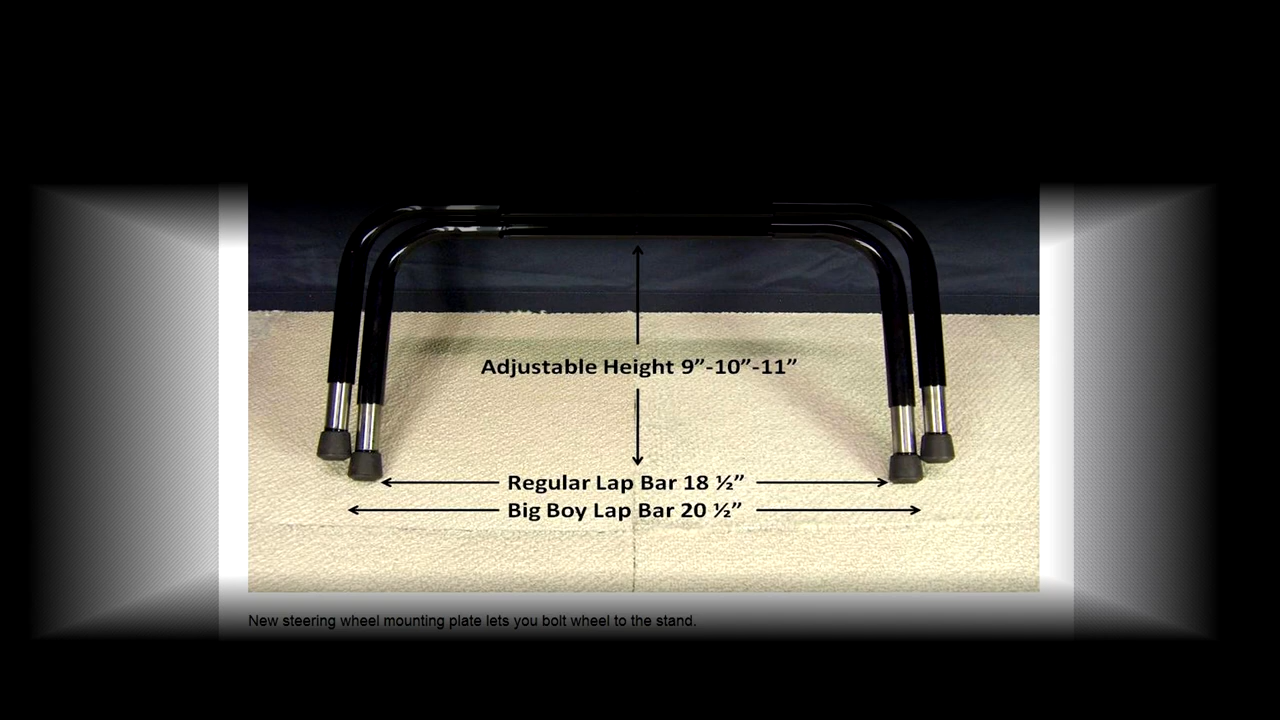 Adjustable Height 9”-10”-11”
Regular Lap Bar 18 ½”
Big Boy Lap Bar 20 ½”
New steering wheel mounting plate lets you bolt wheel to the stand.